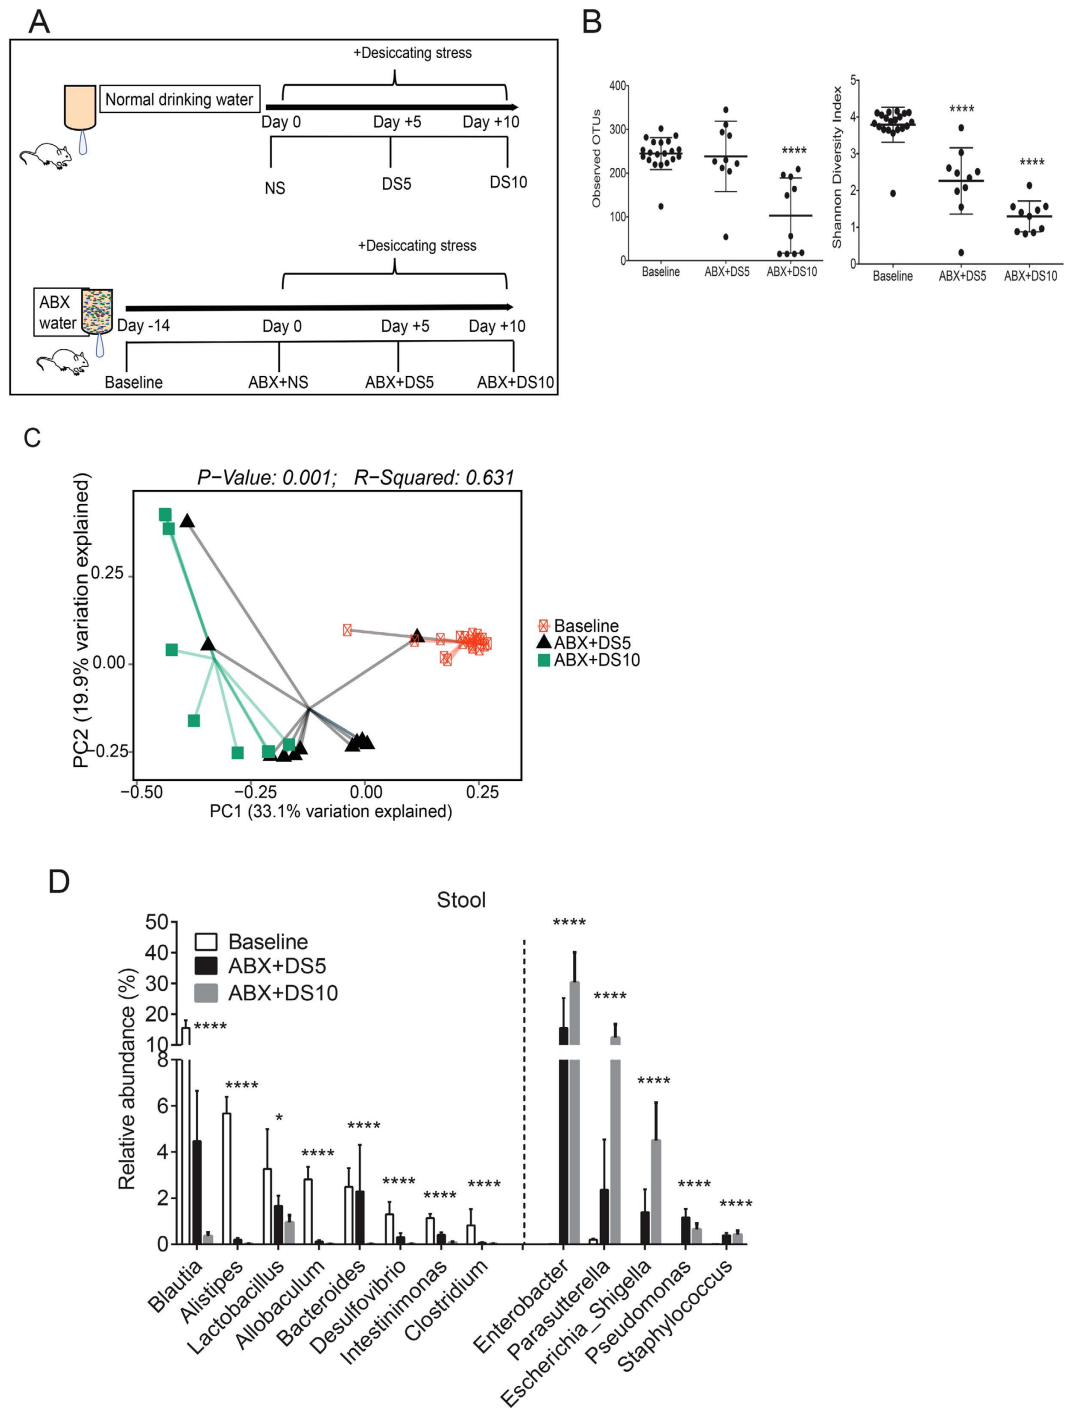 A
+Desiccating stress
Normal drinking water
Day 0 Day +5 Day +10
NS DS5 DS10
+Desiccating stress
ABX
water
Day -14 Day 0 Day +5 Day +10
Baseline ABX+NS ABX+DS5 ABX+DS10
B
Observed OTUs
400
300
200
100
0
****
Baseline ABX+DS5 ABX+DS10
Shannon Diversity Index
5
4
3
2
1
0
****
****
Baseline ABX+DS5 ABX+DS10
C
P−Value: 0.001; R−Squared: 0.631
PC2 (19.9% variation explained)
0.25
0.00
−0.25
−0.50 −0.25 0.00 0.25
PC1 (33.1% variation explained)
Baseline
ABX+DS5
ABX+DS10
D
Stool
Relative abundance (%)
50
40
30
20
10
8
6
4
2
0
Baseline
ABX+DS5
ABX+DS10
****
****
*
****
****
****
****
****
****
****
****
****
****
Blautia
Alistipes
Lactobacillus
Allobaculum
Bacteroides
Desulfovibrio
Intestinimonas
Clostridium
Enterobacter
Parasutterella
Escherichia_Shigella
Pseudomonas
Staphylococcus